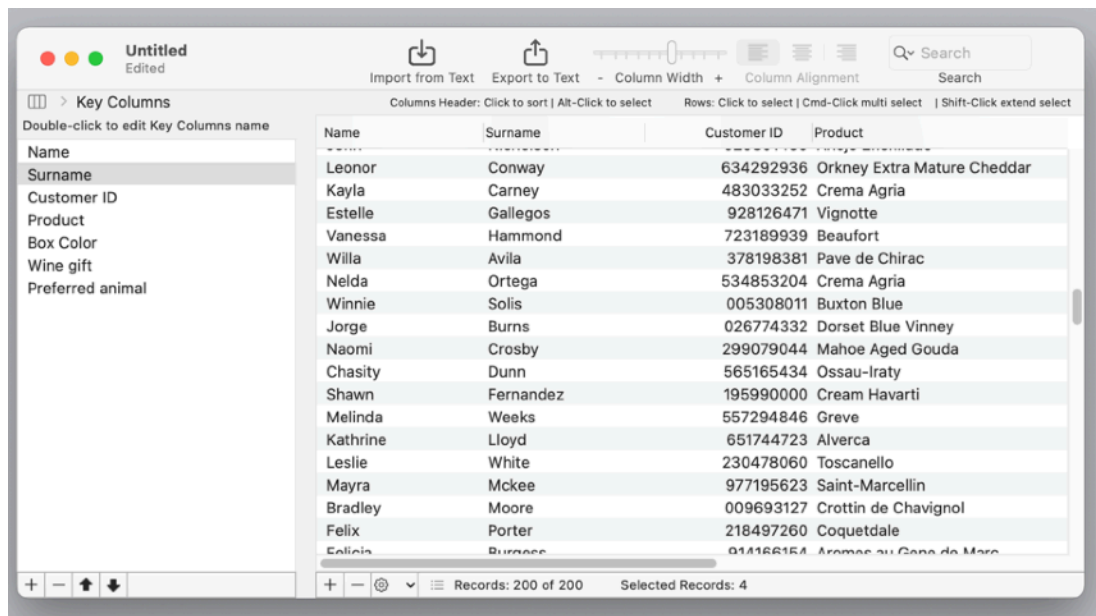 Untitled
Edited
Import from Text Export to Text - Column Width + Column Alignment Search
Search
Key Columns
Columns Header: Click to sort | Alt-Click to select Rows: Click to select | Cmd-Click multi select | Shift-Click extend select
Double-click to edit Key Columns name
Name
Surname
Customer ID
Product
Box Color
Wine gift
Preferred animal
Name Surname Customer ID Product
Leonor Conway 634292936 Orkney Extra Mature Cheddar
Kayla Carney 483033252 Crema Agria
Estelle Gallegos 928126471 Vignotte
Vanessa Hammond 723189939 Beaufort
Willa Avila 378198381 Pave de Chirac
Nelda Ortega 534853204 Crema Agria
Winnie Solis 005308011 Buxton Blue
Jorge Burns 026774332 Dorset Blue Vinney
Naomi Crosby 299079044 Mahoe Aged Gouda
Chasity Dunn 565165434 Ossau-Iraty
Shawn Fernandez 195990000 Cream Havarti
Melinda Weeks 557294846 Greve
Kathrine Lloyd 651744723 Alverca
Leslie White 230478060 Toscanello
Mayra Mckee 977195623 Saint-Marcellin
Bradley Moore 009693127 Crottin de Chavignol
Felix Porter 218497260 Coquetdale
Felicia Burgess 914166154 Aromes au Gene de Marc
Records: 200 of 200 Selected Records: 4